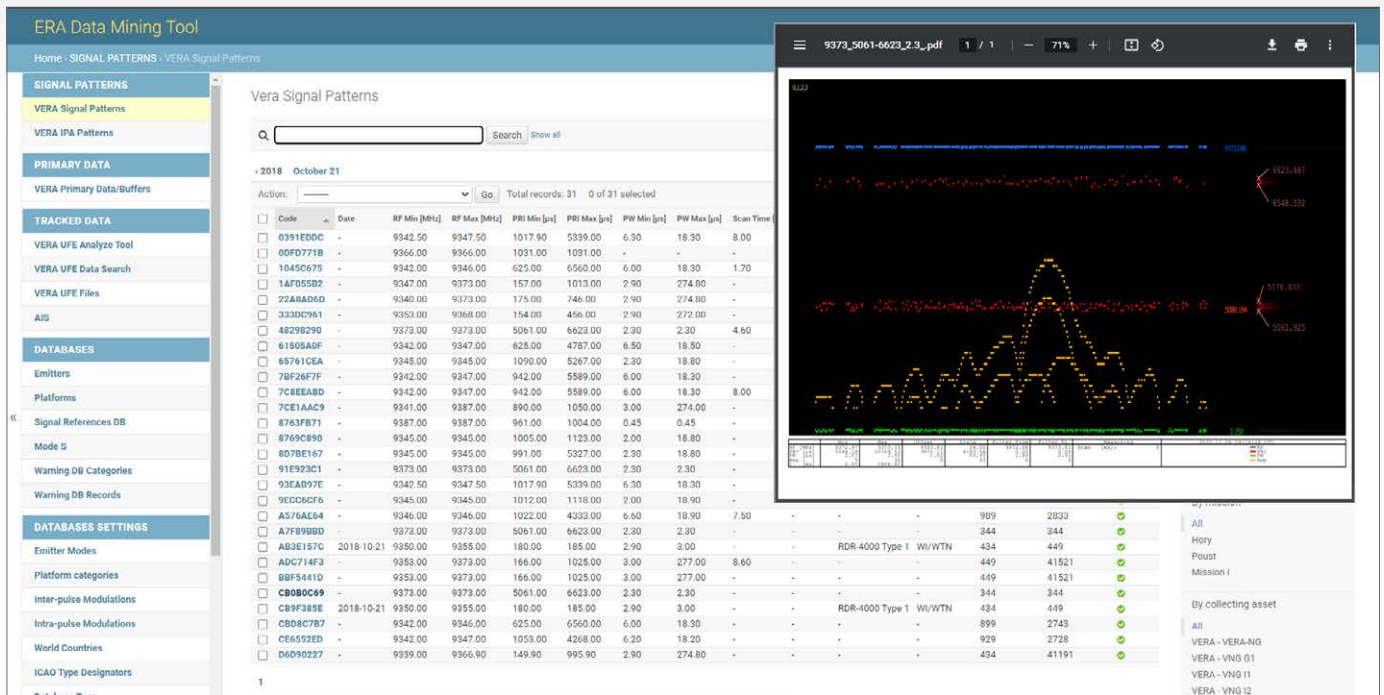 ERA Data Mining Tool
Home › SIGNAL PATTERNS › VERA Signal Patterns
SIGNAL PATTERNS
VERA Signal Patterns
VERA IPA Patterns
PRIMARY DATA
VERA Primary Data/Buffers
TRACKED DATA
VERA UFE Analyze Tool
VERA UFE Data Search
VERA UFE Files
AIS
DATABASES
Emitters
Platforms
Signal References DB
Mode S
Warning DB Categories
Warning DB Records
DATABASES SETTINGS
Emitter Modes
Platform categories
Inter-pulse Modulations
Intra-pulse Modulations
World Countries
ICAO Type Designators
«
Vera Signal Patterns
Search Show all
‹ 2018 October 21
Action: --------- Go Total records: 31 0 of 31 selected
Code Date RF Min [MHz] RF Max [MHz] PRI Min [µs] PRI Max [µs] PW Min [µs] PW Max [µs] Scan Time [
0391EDDC - 9342.50 9347.50 1017.90 5339.00 6.30 18.30 8.00
0DFD771B - 9366.00 9366.00 1031.00 1031.00 - - -
1045C675 - 9342.00 9346.00 625.00 6560.00 6.00 18.30 1.70
1AF055B2 - 9347.00 9373.00 157.00 1013.00 2.90 274.80 -
22A8AD6D - 9340.00 9373.00 175.00 746.00 2.90 274.80 -
333DC961 - 9353.00 9368.00 154.00 456.00 2.90 272.00 -
48298290 - 9373.00 9373.00 5061.00 6623.00 2.30 2.30 4.60
61505A0F - 9342.00 9347.00 625.00 4787.00 6.50 18.50 -
65761CEA - 9345.00 9345.00 1090.00 5267.00 2.30 18.80 -
7BF26F7F - 9342.00 9347.00 942.00 5589.00 6.00 18.30 -
7C8EEABD - 9342.00 9347.00 942.00 5589.00 6.00 18.30 8.00
7CE1AAC9 - 9341.00 9387.00 890.00 1050.00 3.00 274.00 -
8763FB71 - 9387.00 9387.00 961.00 1004.00 0.45 0.45 -
8769C890 - 9345.00 9345.00 1005.00 1123.00 2.00 18.80 -
8D7BE167 - 9345.00 9345.00 991.00 5327.00 2.30 18.80 -
91E923C1 - 9373.00 9373.00 5061.00 6623.00 2.30 2.30 -
93EAB97E - 9342.50 9347.50 1017.90 5339.00 6.30 18.30 -
9ECC6CF6 - 9345.00 9345.00 1012.00 1118.00 2.00 18.90 -
A576AE64 - 9346.00 9346.00 1022.00 4333.00 6.60 18.90 7.50 - - - 989 2833
A7F89BBD - 9373.00 9373.00 5061.00 6623.00 2.30 2.30 - - - - 344 344
AB3E157C 2018-10-21 9350.00 9355.00 180.00 185.00 2.90 3.00 - - RDR-4000 Type 1 WI/WTN 434 449
ADC714F3 - 9353.00 9373.00 166.00 1025.00 3.00 277.00 8.60 - - - 449 41521
BBF5441D - 9353.00 9373.00 166.00 1025.00 3.00 277.00 - - - - 449 41521
CB0B0C69 - 9373.00 9373.00 5061.00 6623.00 2.30 2.30 - - - - 344 344
CB9F385E 2018-10-21 9350.00 9355.00 180.00 185.00 2.90 3.00 - - RDR-4000 Type 1 WI/WTN 434 449
CBD8C7B7 - 9342.00 9346.00 625.00 6560.00 6.00 18.30 - - - - 899 2743
CE6552ED - 9342.00 9347.00 1053.00 4268.00 6.20 18.20 - - - - 929 2728
D6D90227 - 9339.00 9366.90 149.90 995.90 2.90 274.80 - - - - 434 41191
1
9373_5061-6623_2.3_.pdf 1 / 1 71%
6623.487
6548.332
5170.833
5061.925
All
Hory
Poust
Mission I
By collecting asset
All
VERA - VERA-NG
VERA - VNG G1
VERA - VNG I1
VERA - VNG I2